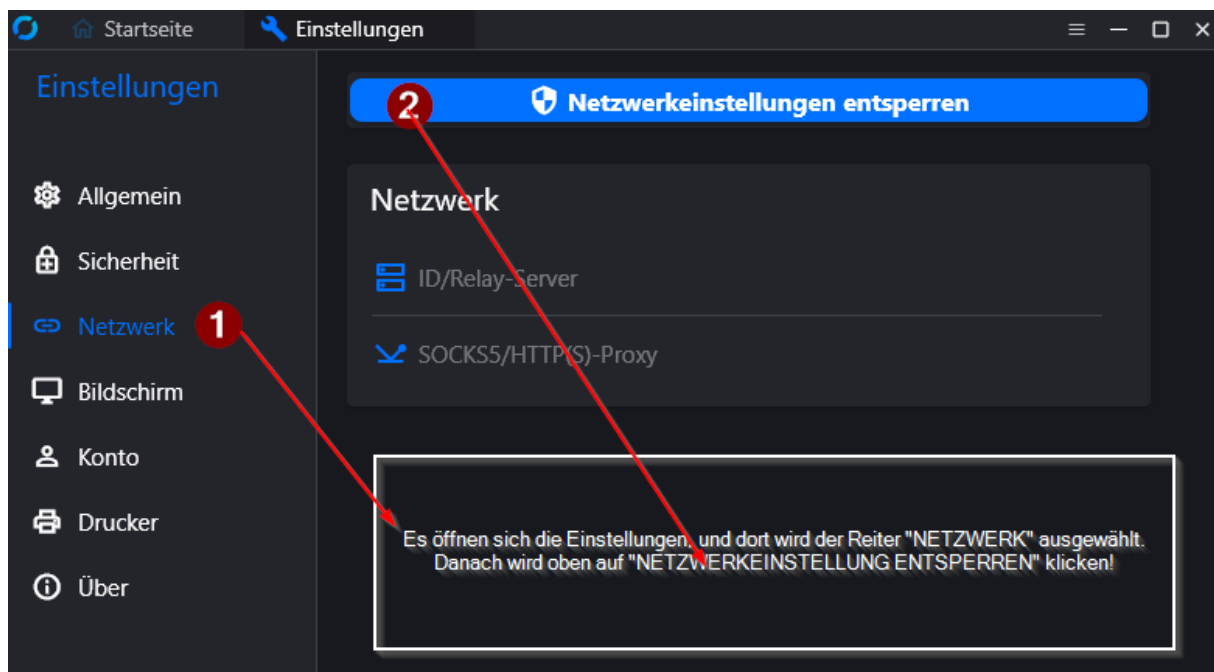 Startseite
Einstellungen
Einstellungen
Allgemein
Sicherheit
Netzwerk 1
Bildschirm
Konto
Drucker
Über
2 Netzwerkeinstellungen entsperren
Netzwerk
ID/Relay-Server
SOCKS5/HTTP(S)-Proxy
Es öffnen sich die Einstellungen, und dort wird der Reiter "NETZWERK" ausgewählt.
Danach wird oben auf "NETZWERKEINSTELLUNG ENTSPERREN" klicken!